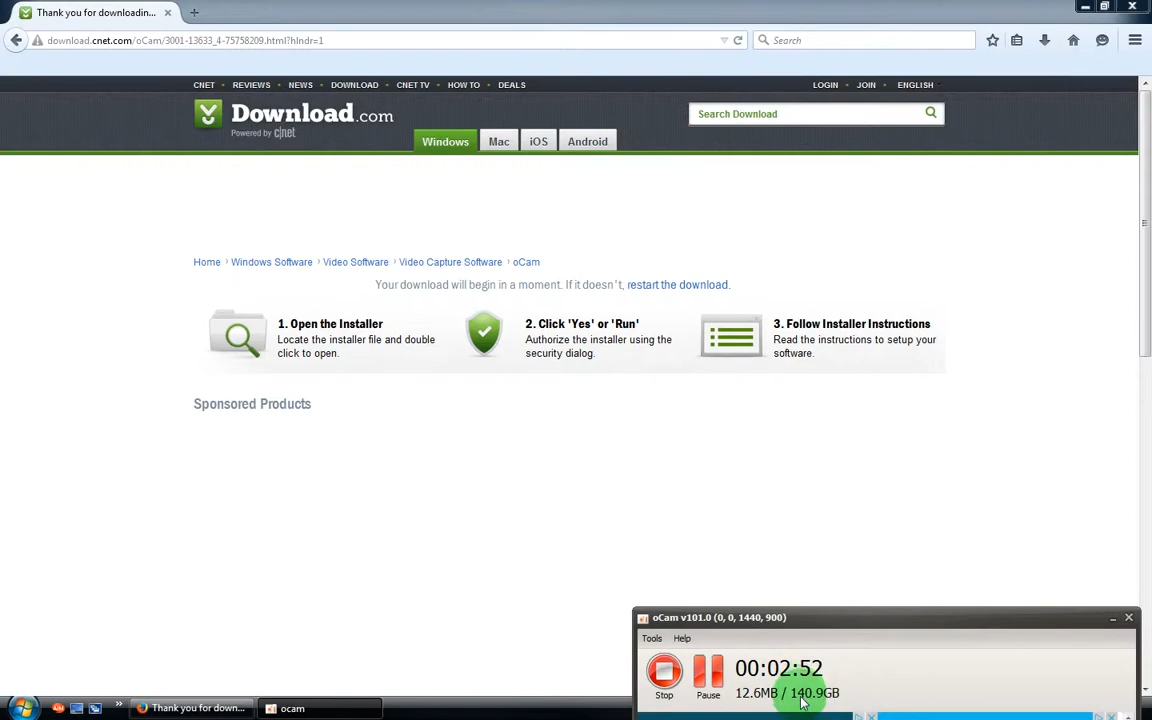 Thank you for downloadin...
download.cnet.com/oCam/3001-13633_4-75758209.html?hlndr=1
Search
CNET REVIEWS NEWS DOWNLOAD CNET TV HOW TO DEALS
LOGIN JOIN ENGLISH
Download.com
Powered by c|net
Search Download
Windows Mac iOS Android
Home › Windows Software › Video Software › Video Capture Software › oCam
Your download will begin in a moment. If it doesn't, restart the download.
1. Open the Installer
Locate the installer file and double
click to open.
2. Click 'Yes' or 'Run'
Authorize the installer using the
security dialog.
3. Follow Installer Instructions
Read the instructions to setup your
software.
Sponsored Products
oCam v101.0 (0, 0, 1440, 900)
Tools Help
00:02:52
Stop Pause 12.6MB / 140.9GB
Thank you for down...
ocam